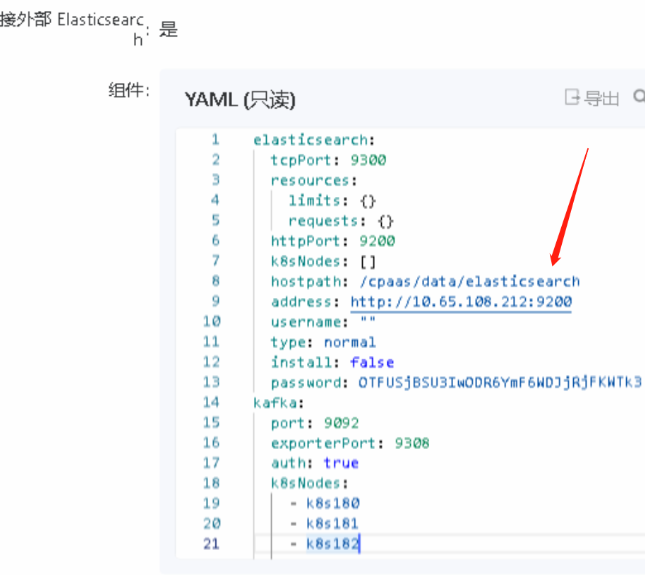 接外部 Elasticsearc
h:
是
组件:
YAML (只读)
导出
1 elasticsearch:
2 tcpPort: 9300
3 resources:
4 limits: {}
5 requests: {}
6 httpPort: 9200
7 k8sNodes: []
8 hostpath: /cpaas/data/elasticsearch
9 address: http://10.65.108.212:9200
10 username: ""
11 type: normal
12 install: false
13 password:
14 kafka:
15 port: 9092
16 exporterPort: 9308
17 auth: true
18 k8sNodes:
19 - k8s180
20 - k8s181
21 - k8s182